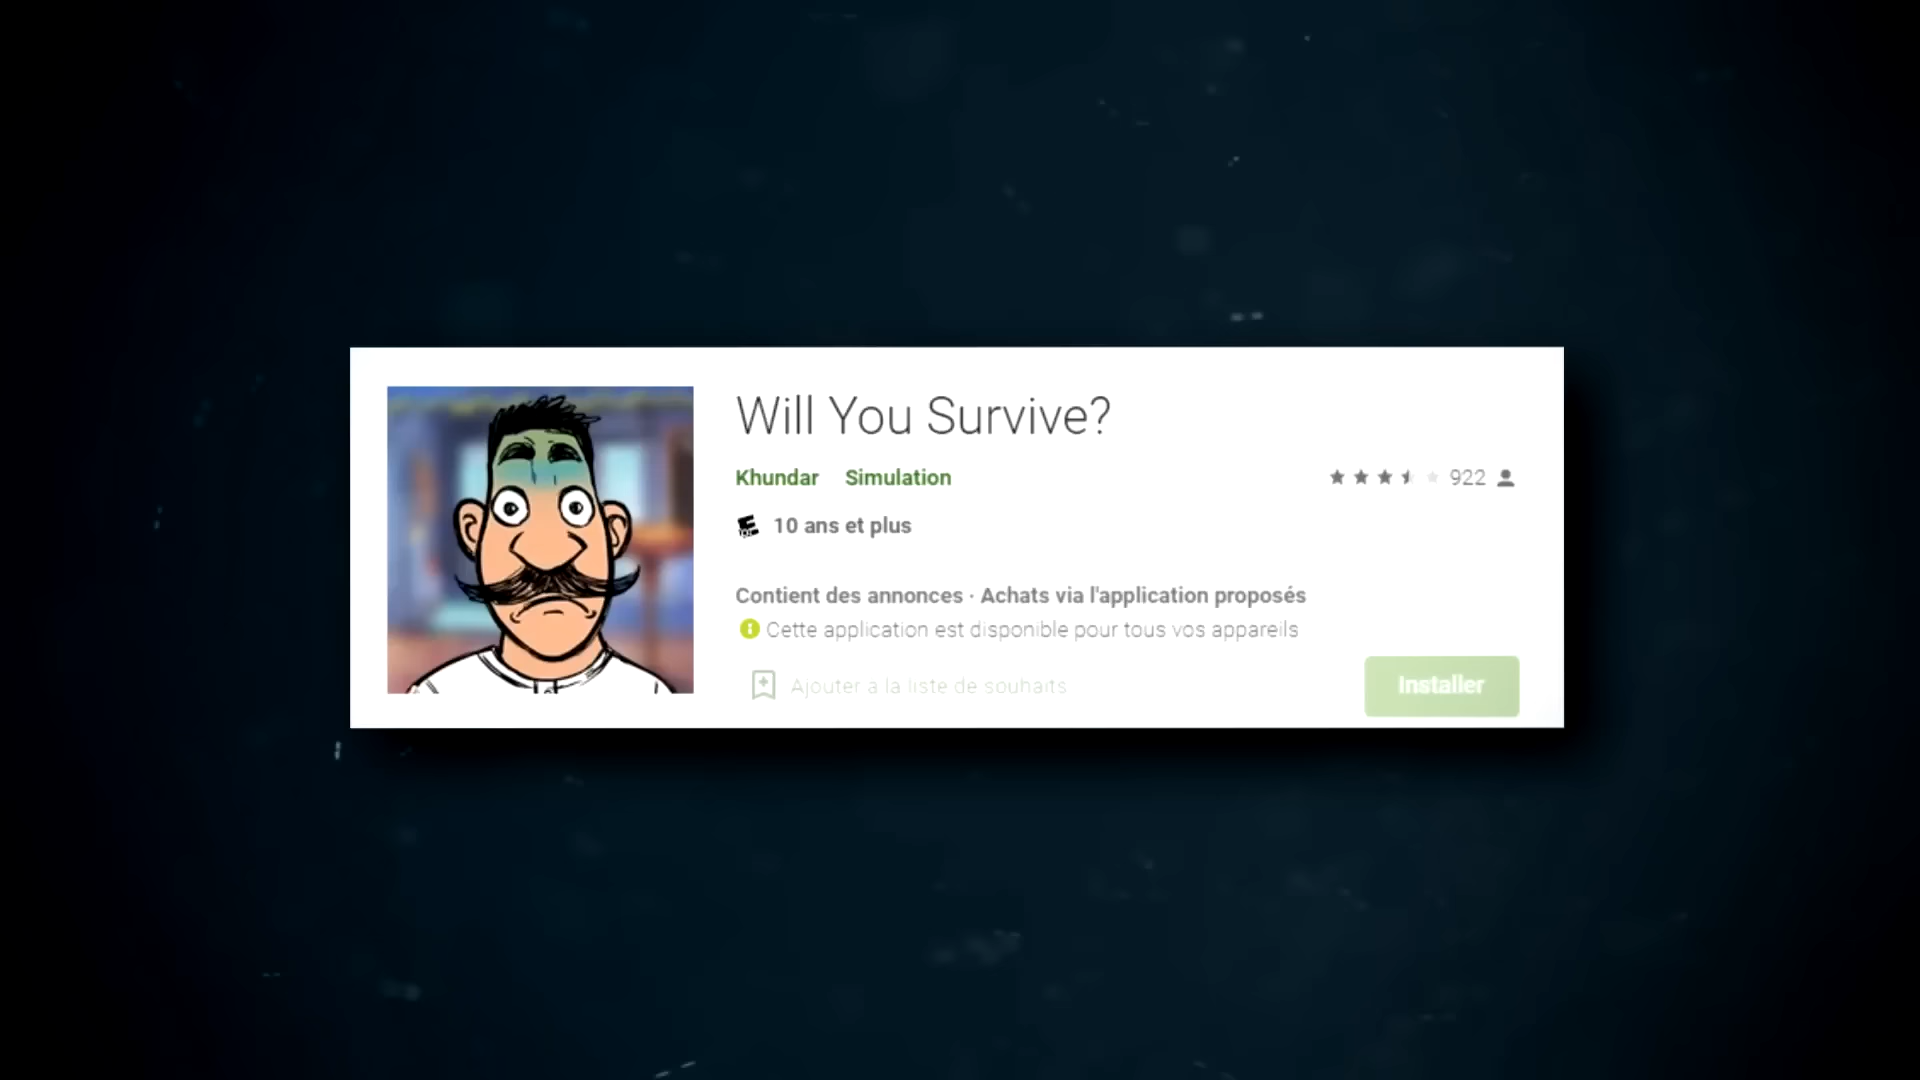 Will You Survive?
Khundar Simulation 922
10 ans et plus
Contient des annonces · Achats via l'application proposés
Cette application est disponible pour tous vos appareils
Ajouter a la liste de souhaits Installer